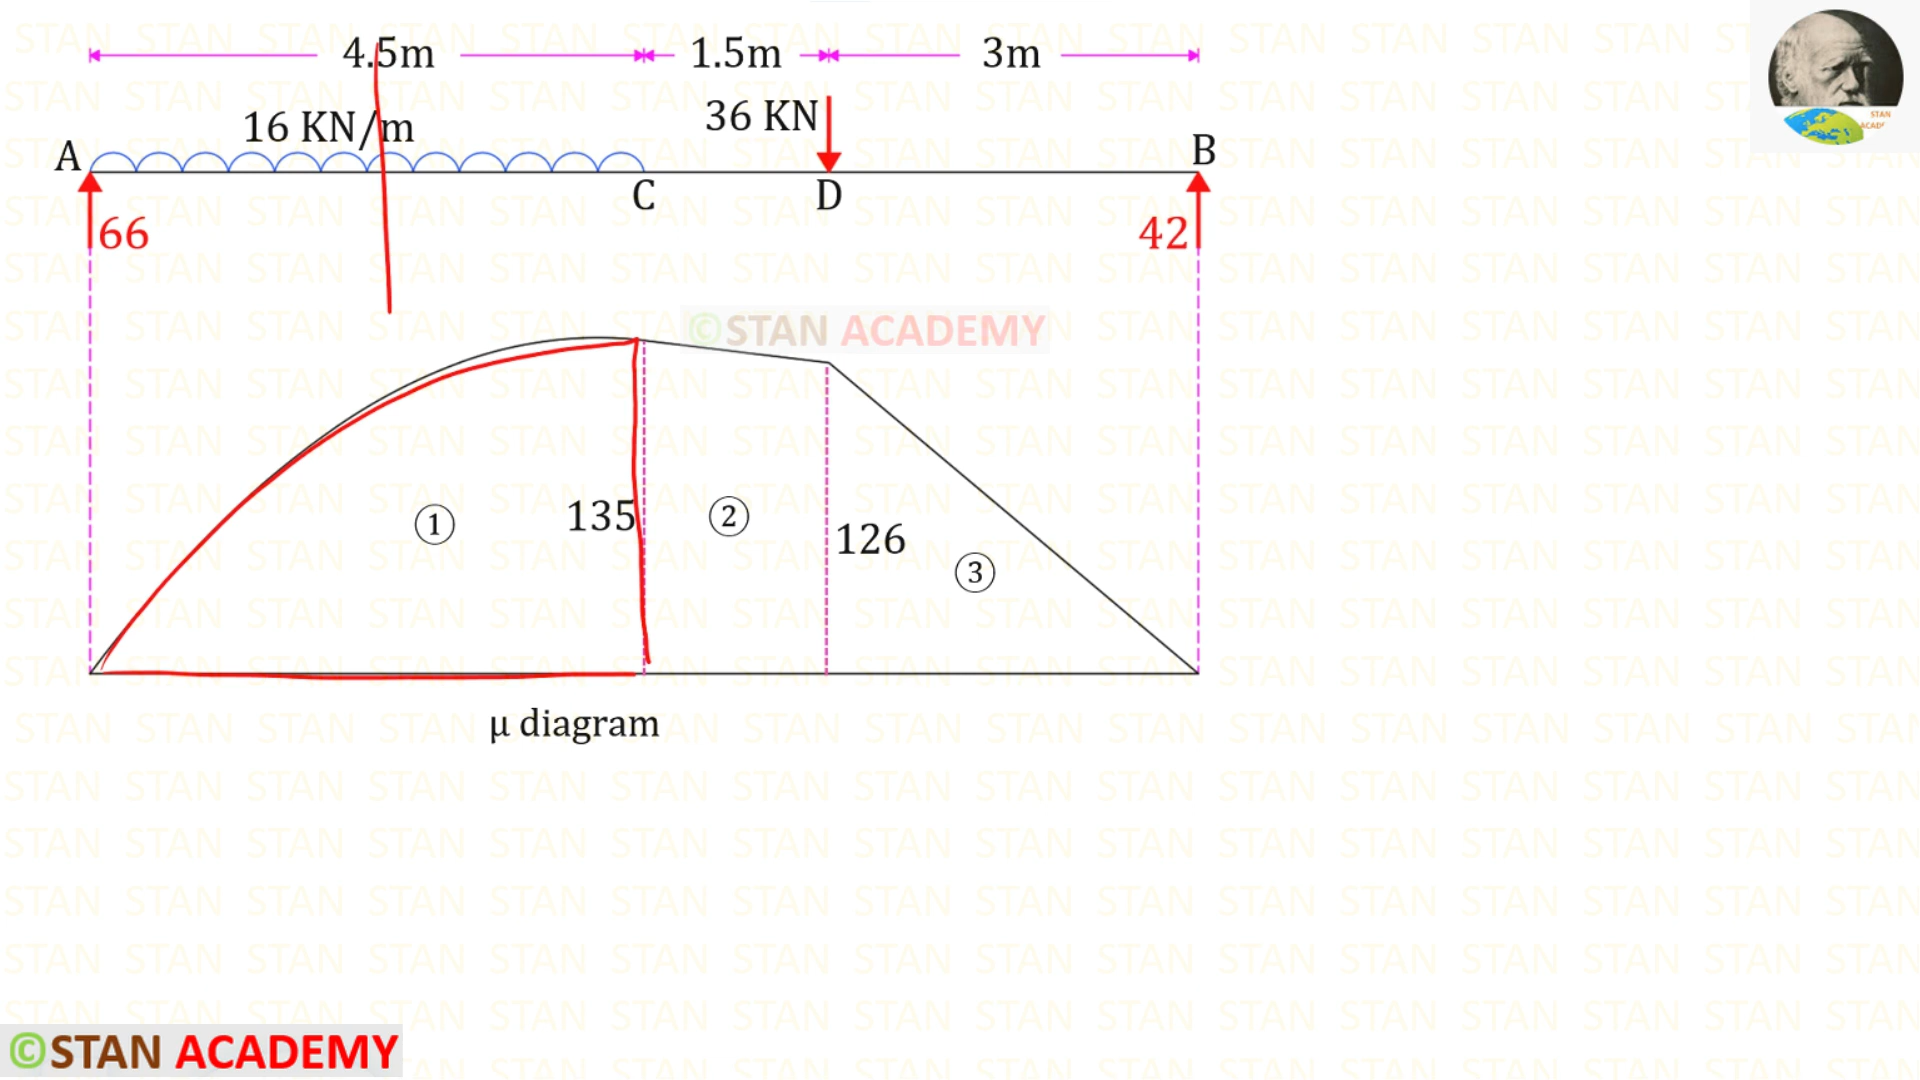 4.5m 1.5m 3m
16 KN/m 36 KN
A B
C D
66 42
©STAN ACADEMY
① 135 ② 126
③
µ diagram
©STAN ACADEMY
STAN